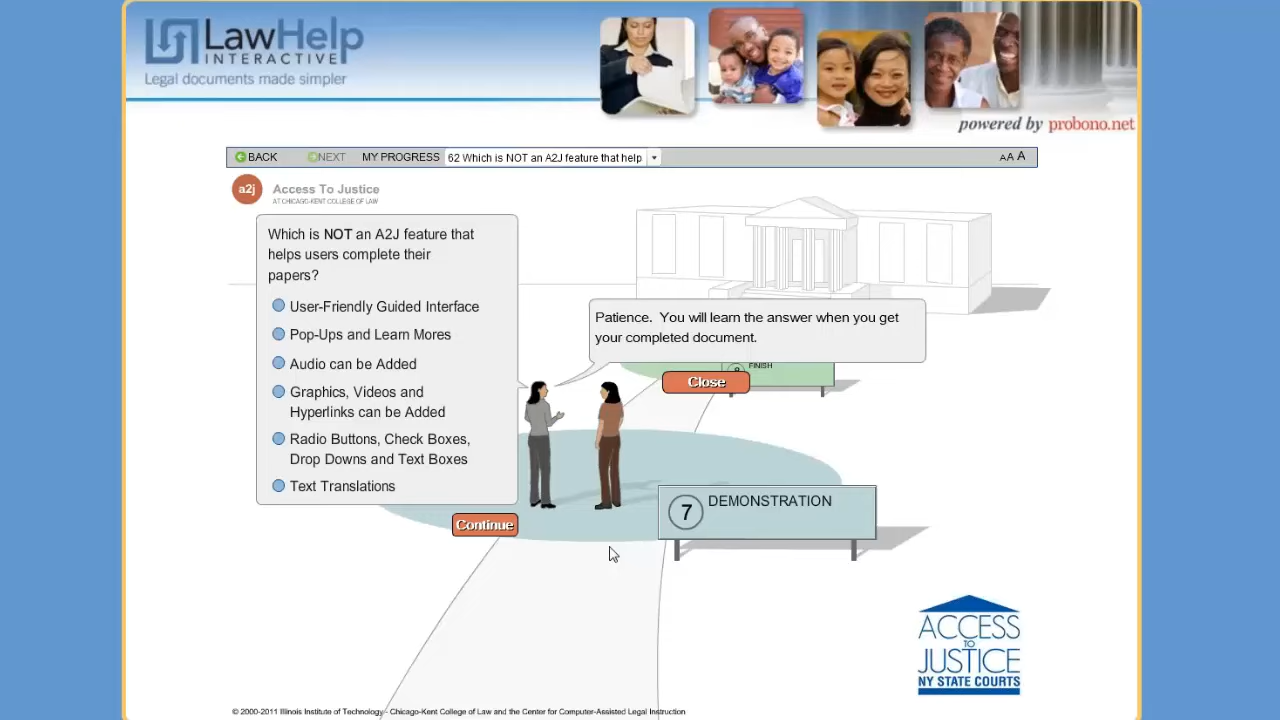 LawHelp
INTERACTIVE
Legal documents made simpler
powered by probono.net
BACK NEXT MY PROGRESS 62 Which is NOT an A2J feature that help AAA
a2j Access To Justice
AT CHICAGO-KENT COLLEGE OF LAW
Which is NOT an A2J feature that
helps users complete their
papers?
User-Friendly Guided Interface
Pop-Ups and Learn Mores
Audio can be Added
Graphics, Videos and
Hyperlinks can be Added
Radio Buttons, Check Boxes,
Drop Downs and Text Boxes
Text Translations
Continue
Patience. You will learn the answer when you get
your completed document.
FINISH
Close
7 DEMONSTRATION
ACCESS
TO
JUSTICE
NY STATE COURTS
© 2000-2011 Illinois Institute of Technology - Chicago-Kent College of Law and the Center for Computer-Assisted Legal Instruction